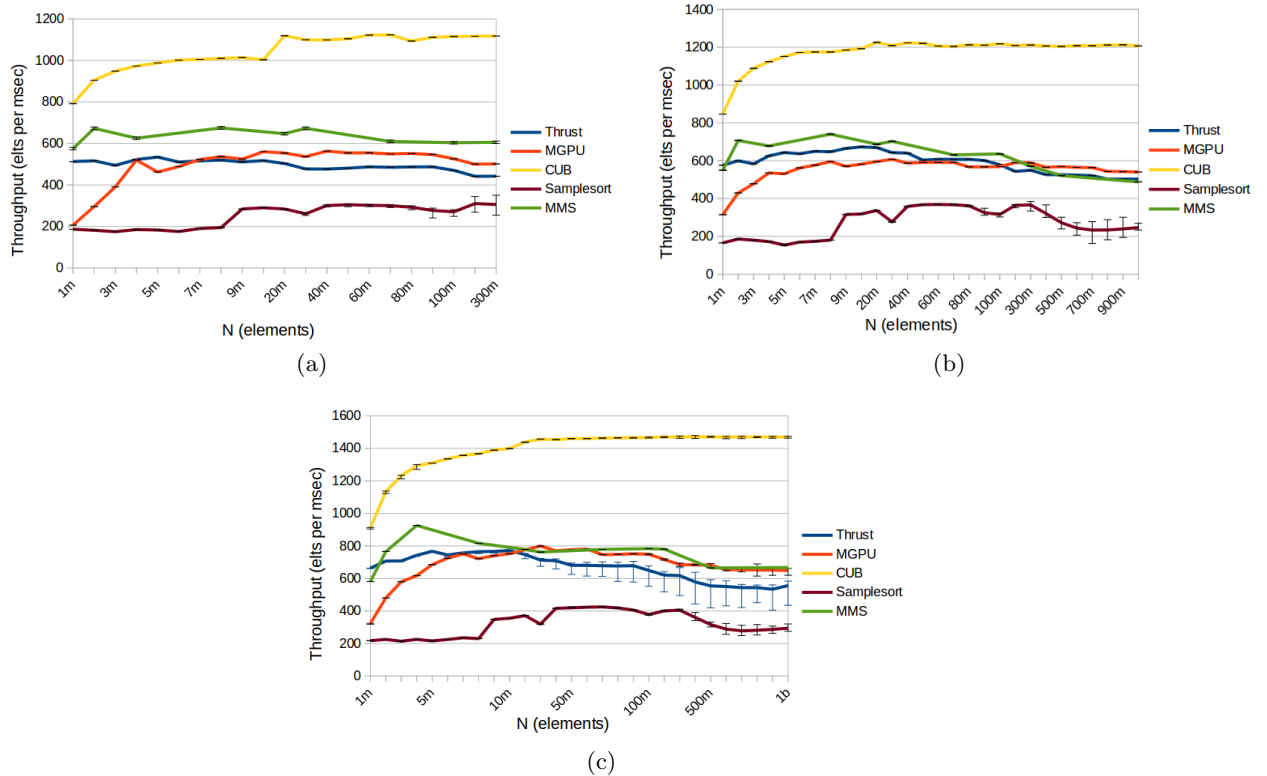 1200
1000
800
600
400
200
0
Throughput (elts per msec)
1m
3m
5m
7m
9m
20m
40m
60m
80m
100m
300m
N (elements)
Thrust
MGPU
CUB
Samplesort
MMS
(a)
1400
1200
1000
800
600
400
200
0
Throughput (elts per msec)
1m
3m
5m
7m
9m
20m
40m
60m
80m
100m
300m
500m
700m
900m
N (elements)
Thrust
MGPU
CUB
Samplesort
MMS
(b)
1600
1400
1200
1000
800
600
400
200
0
Throughput (elts per msec)
1m
5m
10m
50m
100m
500m
1b
N (elements)
Thrust
MGPU
CUB
Samplesort
MMS
(c)